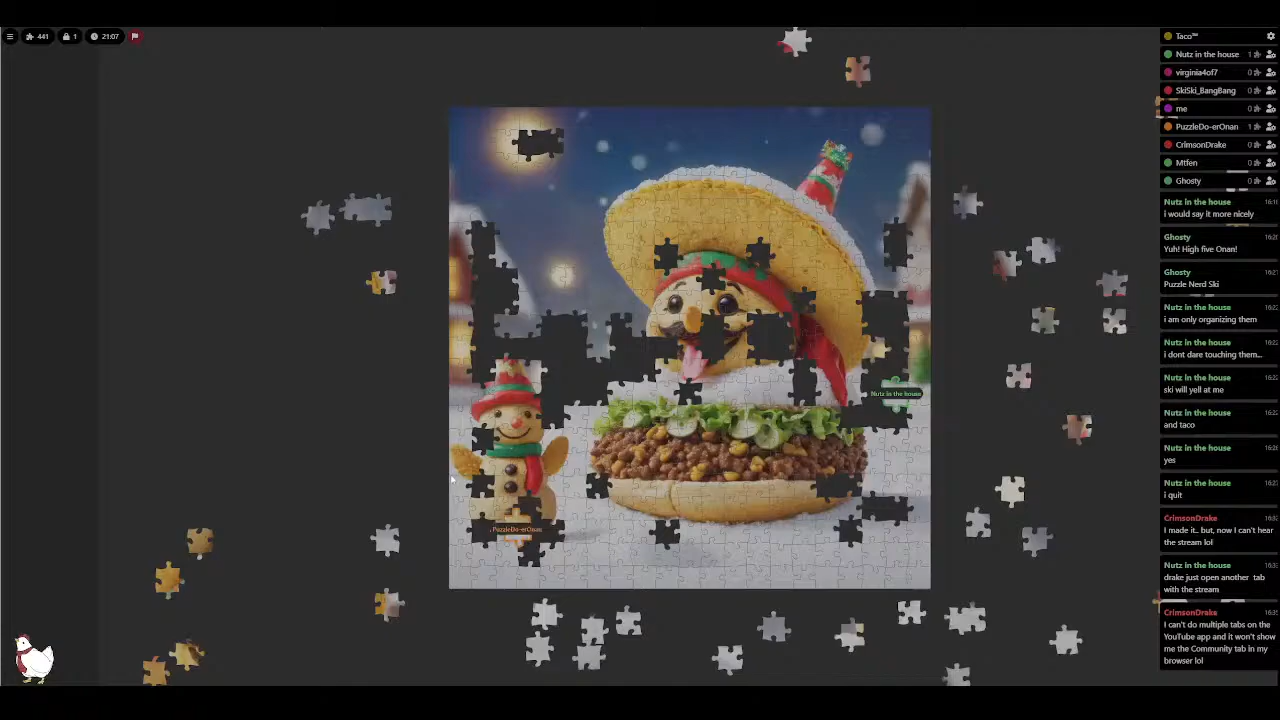 441
1
21:07
Taco™
Nutz in the house 1
virginia4of7 0
SkiSki_BangBang 0
me 0
PuzzleDo-erOnan 1
CrimsonDrake 0
Mtfen 0
Ghosty 0
Nutz in the house
i would say it more nicely
Ghosty
Yuh! High five Onan!
Ghosty
Puzzle Nerd Ski
Nutz in the house
i am only organizing them
Nutz in the house
i dont dare touching them...
Nutz in the house
ski will yell at me
Nutz in the house
and taco
Nutz in the house
yes
Nutz in the house
i quit
CrimsonDrake
I made it.. but, now I can't hear
the stream lol
Nutz in the house
drake just open another tab
with the stream
CrimsonDrake
I can't do multiple tabs on the
YouTube app and it won't show
me the Community tab in my
browser lol
Nutz in the house
PuzzleDo-erOnan